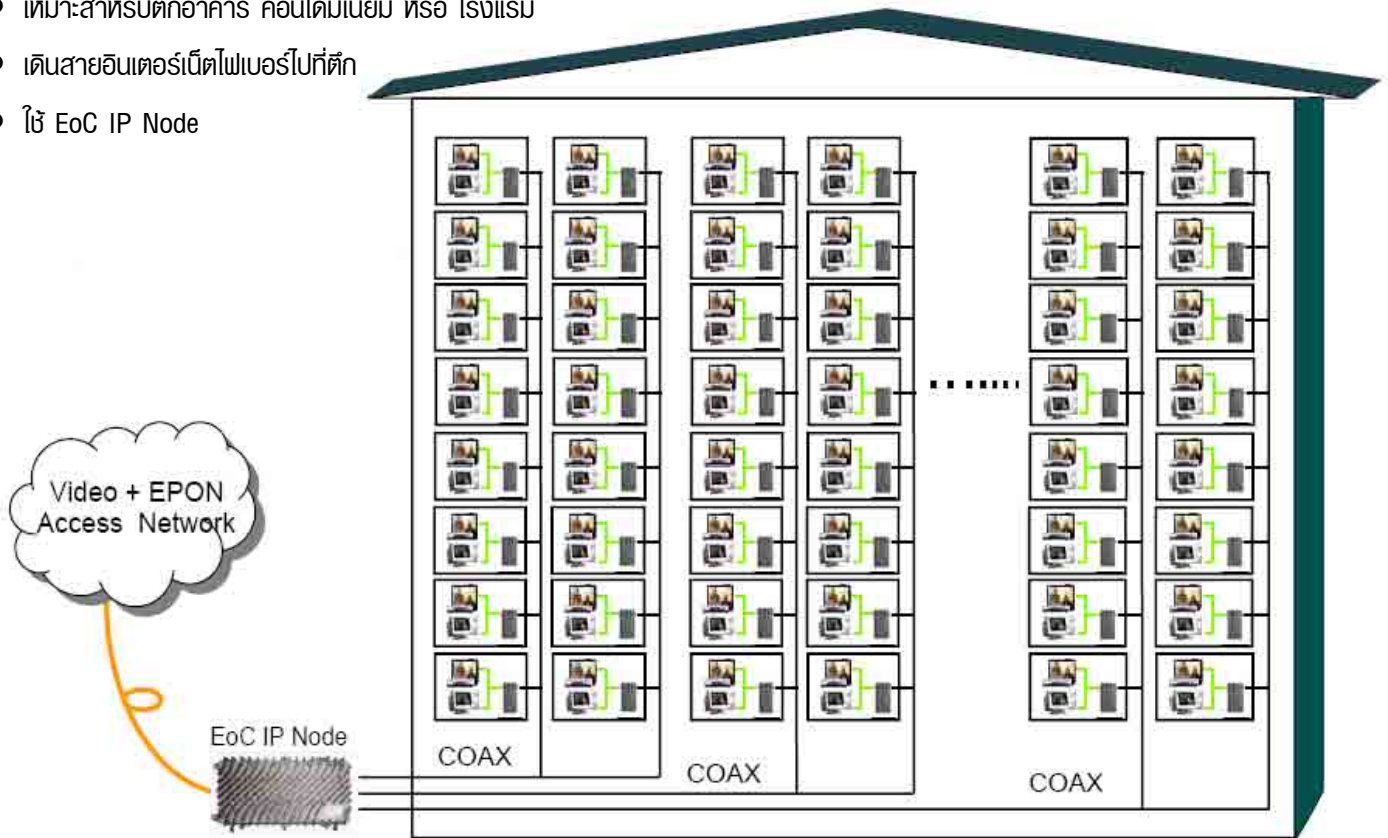 • เหมาะสำหรับตึกอาคาร คอนโดมิเนียม หรือ โรงแรม
• เดินสายอินเตอร์เน็ตไฟเบอร์ไปที่ตึก
• ใช้ EoC IP Node
Video + EPON
Access Network
EoC IP Node
COAX
COAX
COAX